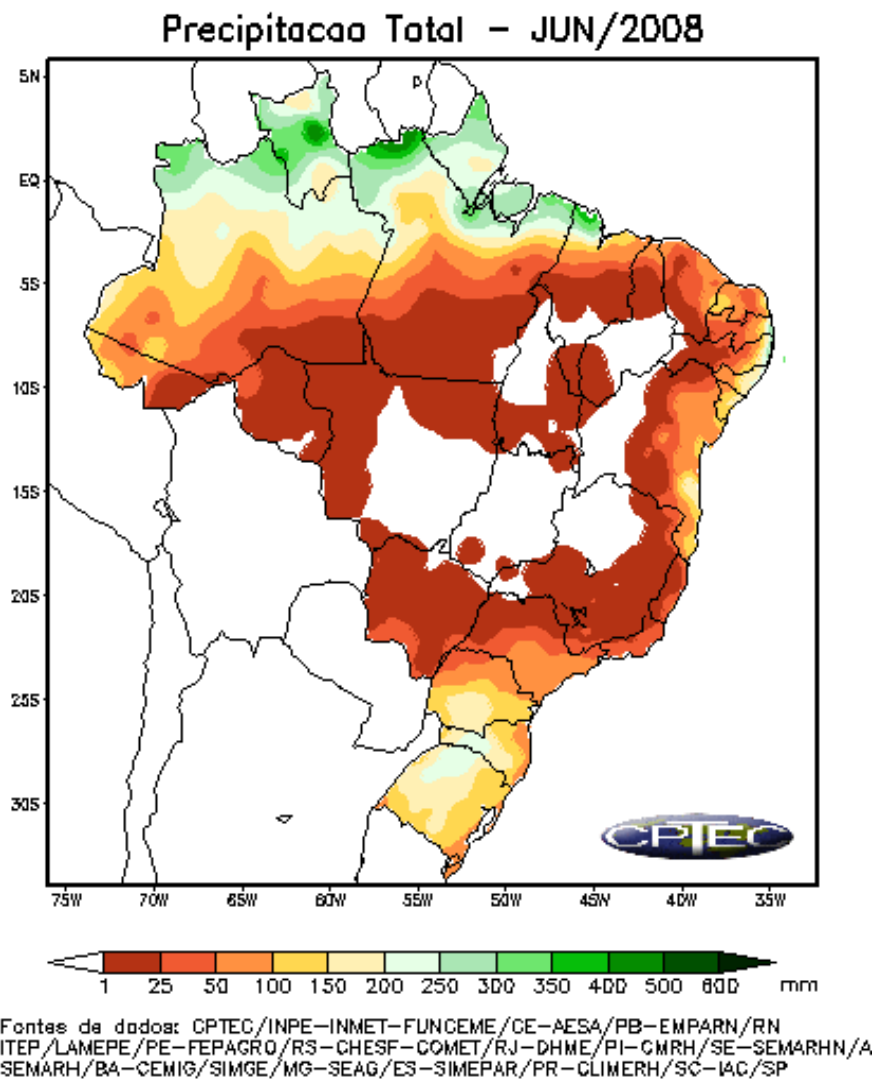 Precipitacao Total - JUN/2008
5N
EQ
5S
10S
15S
20S
25S
30S
75W 70W 65W 60W 55W 50W 45W 40W 35W
CPTEC
1 25 50 100 150 200 250 300 350 400 500 600 mm
Fontes de dados: CPTEC/INPE-INMET-FUNCEME/CE-AESA/PB-EMPARN/RN
ITEP/LAMEPE/PE-FEPAGRO/RS-CHESF-COMET/RJ-DHME/PI-CMRH/SE-SEMARHN/A
SEMARH/BA-CEMIG/SIMGE/MG-SEAG/ES-SIMEPAR/PR-CLIMERH/SC-IAC/SP